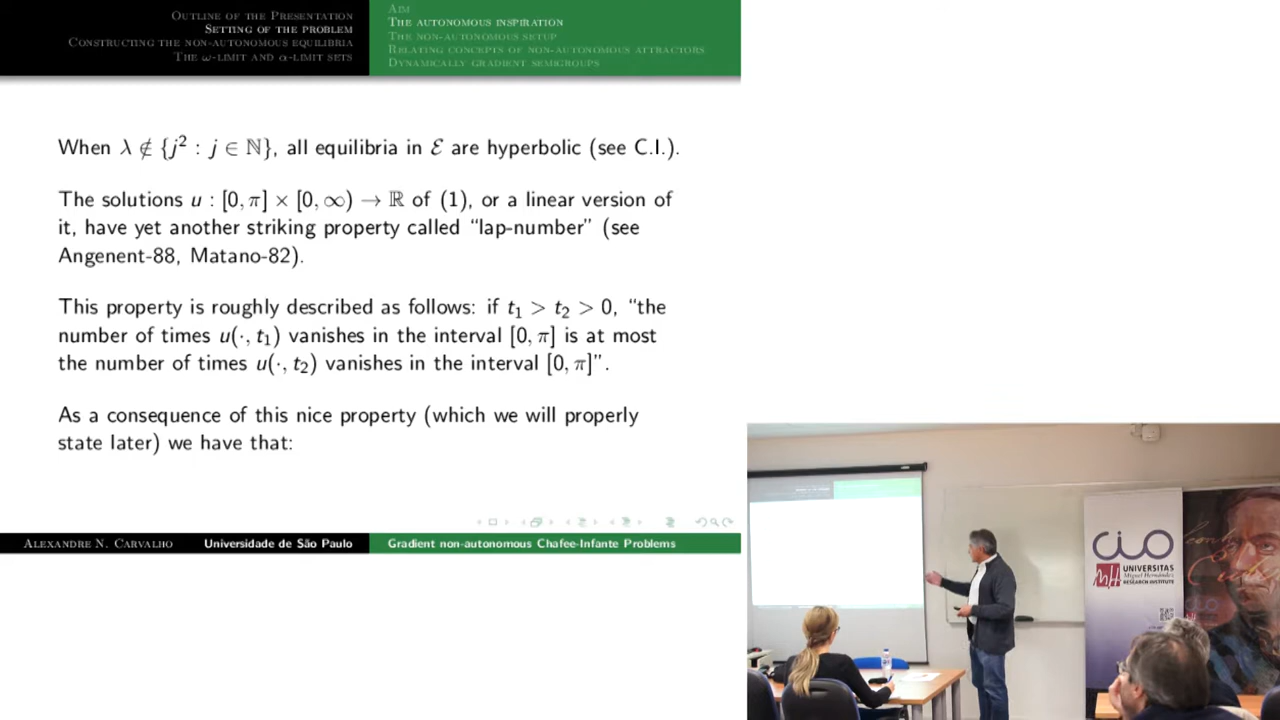 OUTLINE OF THE PRESENTATION
SETTING OF THE PROBLEM
CONSTRUCTING THE NON-AUTONOMOUS EQUILIBRIA
THE ω-LIMIT AND α-LIMIT SETS
AIM
THE AUTONOMOUS INSPIRATION
THE NON-AUTONOMOUS SETUP
RELATING CONCEPTS OF NON-AUTONOMOUS ATTRACTORS
DYNAMICALLY GRADIENT SEMIGROUPS
When λ ∉ {j² : j ∈ ℕ}, all equilibria in ℰ are hyperbolic (see C.I.).
The solutions u : [0, π] × [0, ∞) → ℝ of (1), or a linear version of
it, have yet another striking property called “lap-number” (see
Angenent-88, Matano-82).
This property is roughly described as follows: if t₁ > t₂ > 0, “the
number of times u(·, t₁) vanishes in the interval [0, π] is at most
the number of times u(·, t₂) vanishes in the interval [0, π]”.
As a consequence of this nice property (which we will properly
state later) we have that:
ALEXANDRE N. CARVALHO Universidade de São Paulo Gradient non-autonomous Chafee-Infante Problems
CIO
UNIVERSITAS
Miguel Hernández
RESEARCH INSTITUTE